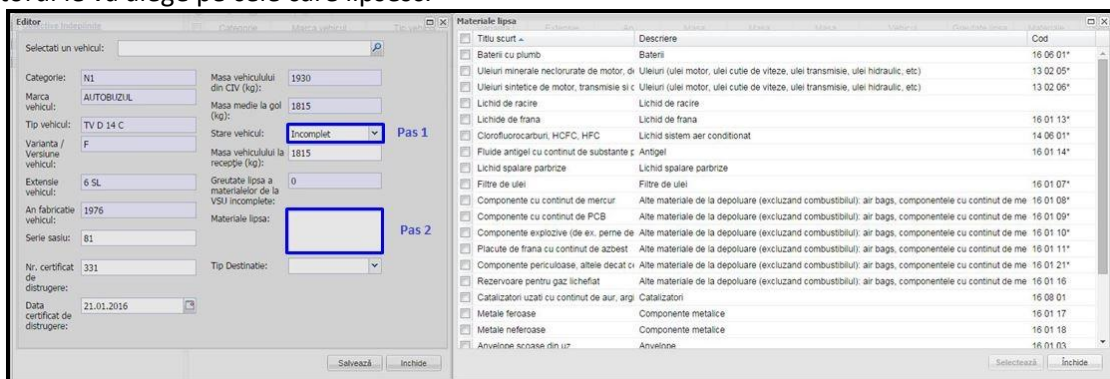 Editor
Selectati un vehicul:
Categorie: N1
Marca vehicul: AUTOBUZUL
Tip vehicul: TV D 14 C
Varianta / Versiune vehicul: F
Extensie vehicul: 6 SL
An fabricatie vehicul: 1976
Serie sasiu: 81
Nr. certificat de distrugere: 331
Data certificat de distrugere: 21.01.2016
Masa vehiculului din CIV (kg): 1930
Masa medie la gol (kg): 1815
Stare vehicul: Incomplet
Pas 1
Masa vehiculului la recepție (kg): 1815
Greutate lipsa a materialelor de la VSU incomplete: 0
Materiale lipsa:
Pas 2
Tip Destinatie:
Salvează Inchide
Materiale lipsa
Titlu scurt Descriere Cod
Baterii cu plumb Baterii 16 06 01*
Uleiuri minerale neclorurate de motor, de Uleiuri (ulei motor, ulei cutie de viteze, ulei transmisie, ulei hidraulic, etc) 13 02 05*
Uleiuri sintetice de motor, transmisie si c Uleiuri (ulei motor, ulei cutie de viteze, ulei transmisie, ulei hidraulic, etc) 13 02 06*
Lichid de racire Lichid de racire
Lichide de frana Lichid de frana 16 01 13*
Clorofluorocarburi, HCFC, HFC Lichid sistem aer conditionat 14 06 01*
Fluide antigel cu continut de substante p Antigel 16 01 14*
Lichid spalare parbrize Lichid spalare parbrize
Filtre de ulei Filtre de ulei 16 01 07*
Componente cu continut de mercur Alte materiale de la depoluare (excluzand combustibilul): air bags, componentele cu continut de me 16 01 08*
Componente cu continut de PCB Alte materiale de la depoluare (excluzand combustibilul): air bags, componentele cu continut de me 16 01 09*
Componente explozive (de ex. perne de Alte materiale de la depoluare (excluzand combustibilul): air bags, componentele cu continut de me 16 01 10*
Placute de frana cu continut de azbest Alte materiale de la depoluare (excluzand combustibilul): air bags, componentele cu continut de me 16 01 11*
Componente periculoase, altele decat c Alte materiale de la depoluare (excluzand combustibilul): air bags, componentele cu continut de me 16 01 21*
Rezervoare pentru gaz lichefiat Alte materiale de la depoluare (excluzand combustibilul): air bags, componentele cu continut de me 16 01 16
Catalizatori uzati cu continut de aur, argi Catalizatori 16 08 01
Metale feroase Componente metalice 16 01 17
Metale neferoase Componente metalice 16 01 18
Anvelope scoase din uz Anvelope 16 01 03
Selectează Închide